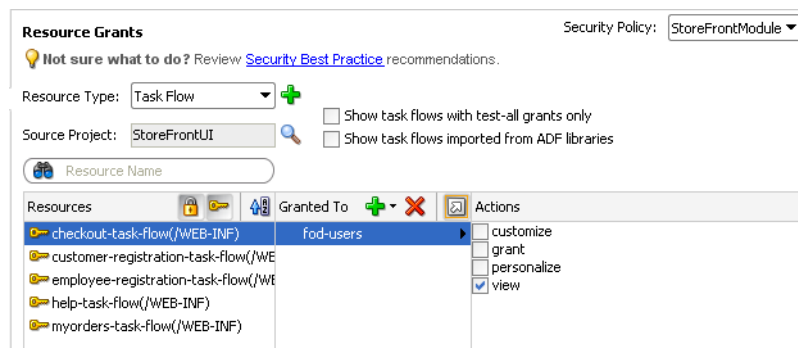 Resource Grants
Security Policy: StoreFrontModule
Not sure what to do? Review Security Best Practice recommendations.
Resource Type: Task Flow
Show task flows with test-all grants only
Source Project: StoreFrontUI
Show task flows imported from ADF libraries
Resource Name
Resources Granted To Actions
checkout-task-flow(/WEB-INF) fod-users customize
grant
customer-registration-task-flow(/WE
personalize
employee-registration-task-flow(/WE
view
help-task-flow(/WEB-INF)
myorders-task-flow(/WEB-INF)